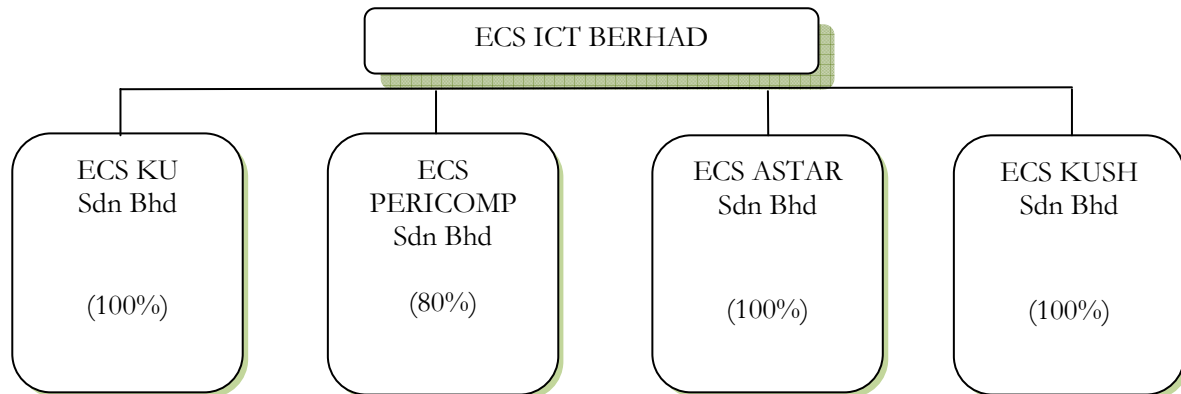 ECS ICT BERHAD
ECS KU
Sdn Bhd
(100%)
ECS
PERICOMP
Sdn Bhd
(80%)
ECS ASTAR
Sdn Bhd
(100%)
ECS KUSH
Sdn Bhd
(100%)